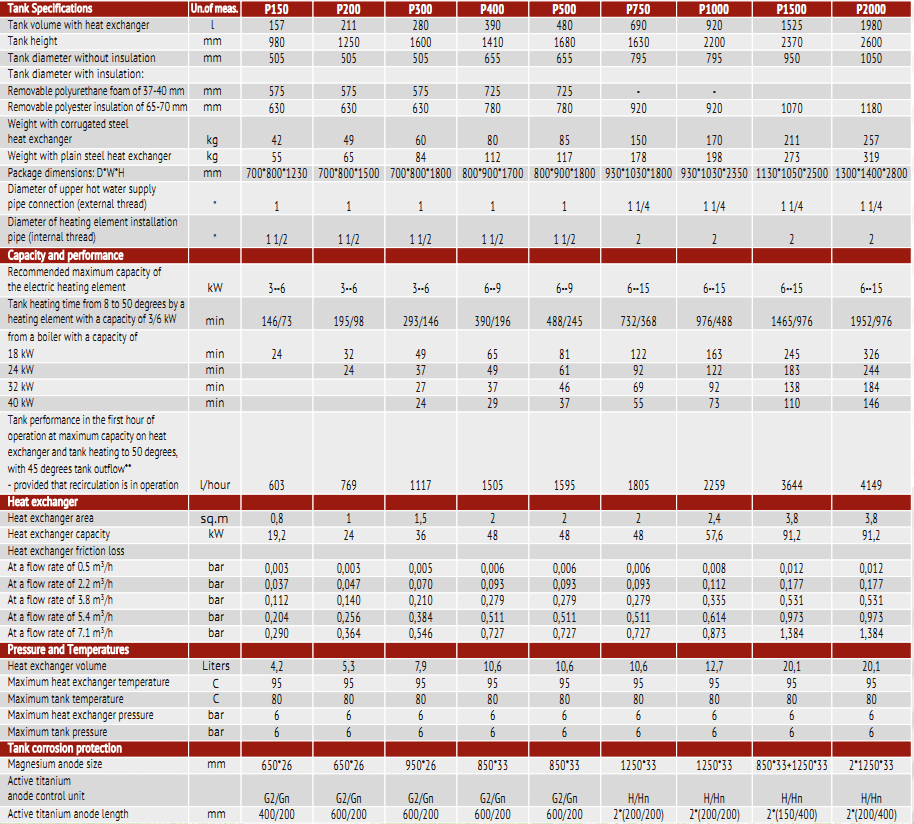 Tank Specifications Un.of meas. P150 P200 P300 P400 P500 P750 P1000 P1500 P2000
Tank volume with heat exchanger l 157 211 280 390 480 690 920 1525 1980
Tank height mm 980 1250 1600 1410 1680 1630 2200 2370 2600
Tank diameter without insulation mm 505 505 505 655 655 795 795 950 1050
Tank diameter with insulation:
Removable polyurethane foam of 37-40 mm mm 575 575 575 725 725 - -
Removable polyester insulation of 65-70 mm mm 630 630 630 780 780 920 920 1070 1180
Weight with corrugated steel
heat exchanger kg 42 49 60 80 85 150 170 211 257
Weight with plain steel heat exchanger kg 55 65 84 112 117 178 198 273 319
Package dimensions: D*W*H mm 700*800*1230 700*800*1500 700*800*1800 800*900*1700 800*900*1800 930*1030*1800 930*1030*2350 1130*1050*2500 1300*1400*2800
Diameter of upper hot water supply
pipe connection (external thread) " 1 1 1 1 1 1 1/4 1 1/4 1 1/4 1 1/4
Diameter of heating element installation
pipe (internal thread) " 1 1/2 1 1/2 1 1/2 1 1/2 1 1/2 2 2 2 2
Capacity and performance
Recommended maximum capacity of
the electric heating element kW 3--6 3--6 3--6 6--9 6--9 6--15 6--15 6--15 6--15
Tank heating time from 8 to 50 degrees by a
heating element with a capacity of 3/6 kW min 146/73 195/98 293/146 390/196 488/245 732/368 976/488 1465/976 1952/976
from a boiler with a capacity of
18 kW min 24 32 49 65 81 122 163 245 326
24 kW min 24 37 49 61 92 122 183 244
32 kW min 27 37 46 69 92 138 184
40 kW min 24 29 37 55 73 110 146
Tank performance in the first hour of
operation at maximum capacity on heat
exchanger and tank heating to 50 degrees,
with 45 degrees tank outflow**
- provided that recirculation is in operation l/hour 603 769 1117 1505 1595 1805 2259 3644 4149
Heat exchanger
Heat exchanger area sq.m 0,8 1 1,5 2 2 2 2,4 3,8 3,8
Heat exchanger capacity kW 19,2 24 36 48 48 48 57,6 91,2 91,2
Heat exchanger friction loss
At a flow rate of 0.5 m³/h bar 0,003 0,003 0,005 0,006 0,006 0,006 0,008 0,012 0,012
At a flow rate of 2.2 m³/h bar 0,037 0,047 0,070 0,093 0,093 0,093 0,112 0,177 0,177
At a flow rate of 3.8 m³/h bar 0,112 0,140 0,210 0,279 0,279 0,279 0,335 0,531 0,531
At a flow rate of 5.4 m³/h bar 0,204 0,256 0,384 0,511 0,511 0,511 0,614 0,973 0,973
At a flow rate of 7.1 m³/h bar 0,290 0,364 0,546 0,727 0,727 0,727 0,873 1,384 1,384
Pressure and Temperatures
Heat exchanger volume Liters 4,2 5,3 7,9 10,6 10,6 10,6 12,7 20,1 20,1
Maximum heat exchanger temperature C 95 95 95 95 95 95 95 95 95
Maximum tank temperature C 80 80 80 80 80 80 80 80 80
Maximum heat exchanger pressure bar 6 6 6 6 6 6 6 6 6
Maximum tank pressure bar 6 6 6 6 6 6 6 6 6
Tank corrosion protection
Magnesium anode size mm 650*26 650*26 950*26 850*33 850*33 1250*33 1250*33 850*33+1250*33 2*1250*33
Active titanium
anode control unit G2/Gn G2/Gn G2/Gn G2/Gn G2/Gn H/Hn H/Hn H/Hn H/Hn
Active titanium anode length mm 400/200 600/200 600/200 600/200 600/200 2*(200/200) 2*(200/200) 2*(150/400) 2*(200/400)